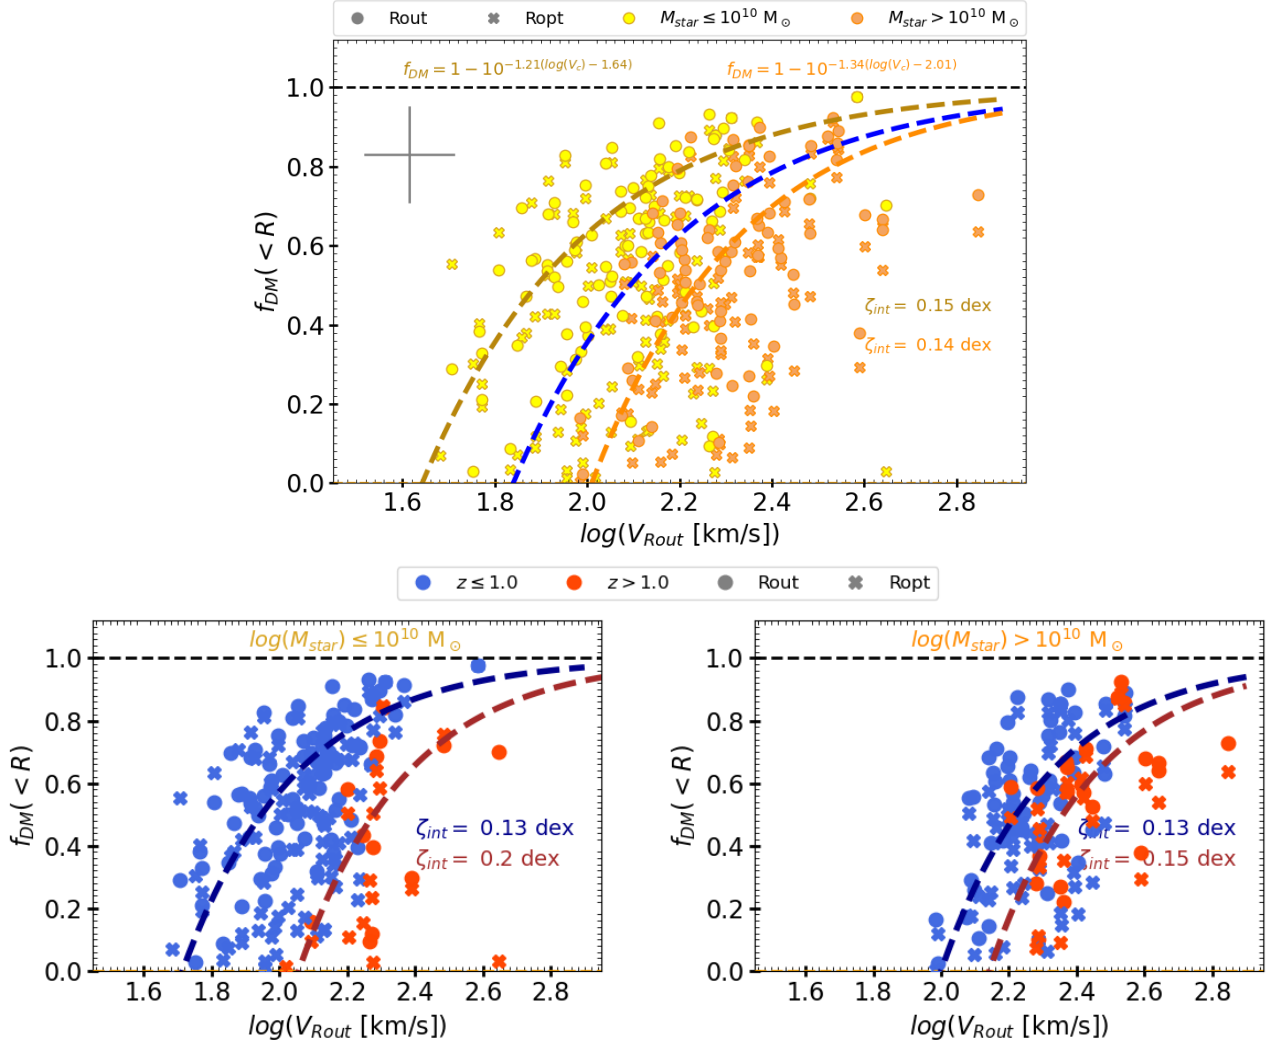 Rout Ropt M_star ≤ 10^10 M_⊙ M_star > 10^10 M_⊙
f_DM = 1 − 10^−1.21(log(V_c) − 1.64) f_DM = 1 − 10^−1.34(log(V_c) − 2.01)
1.0
0.8
0.6
0.4
0.2
0.0
f_DM( < R)
ζ_int = 0.15 dex
ζ_int = 0.14 dex
1.6 1.8 2.0 2.2 2.4 2.6 2.8
log(V_Rout [km/s])
z ≤ 1.0 z > 1.0 Rout Ropt
log(M_star) ≤ 10^10 M_⊙
1.0
0.8
0.6
0.4
0.2
0.0
f_DM( < R)
ζ_int = 0.13 dex
ζ_int = 0.2 dex
1.6 1.8 2.0 2.2 2.4 2.6 2.8
log(V_Rout [km/s])
log(M_star) > 10^10 M_⊙
1.0
0.8
0.6
0.4
0.2
0.0
f_DM( < R)
ζ_int = 0.13 dex
ζ_int = 0.15 dex
1.6 1.8 2.0 2.2 2.4 2.6 2.8
log(V_Rout [km/s])